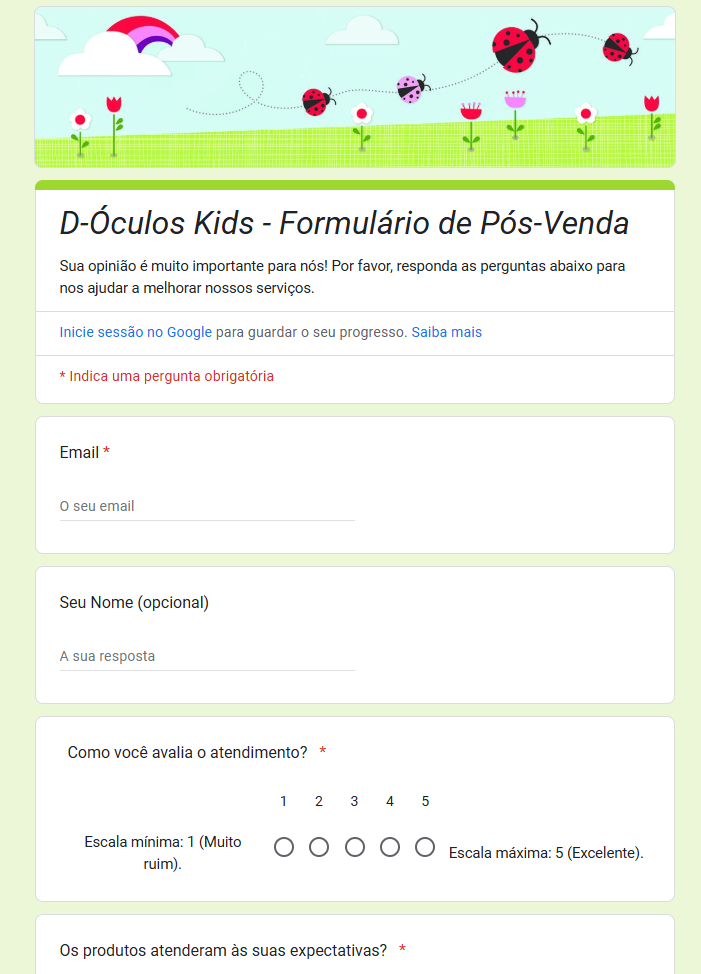 D-Óculos Kids - Formulário de Pós-Venda
Sua opinião é muito importante para nós! Por favor, responda as perguntas abaixo para
nos ajudar a melhorar nossos serviços.
Inicie sessão no Google para guardar o seu progresso. Saiba mais
* Indica uma pergunta obrigatória
Email *
O seu email
Seu Nome (opcional)
A sua resposta
Como você avalia o atendimento? *
1 2 3 4 5
Escala mínima: 1 (Muito
ruim).
Escala máxima: 5 (Excelente).
Os produtos atenderam às suas expectativas? *